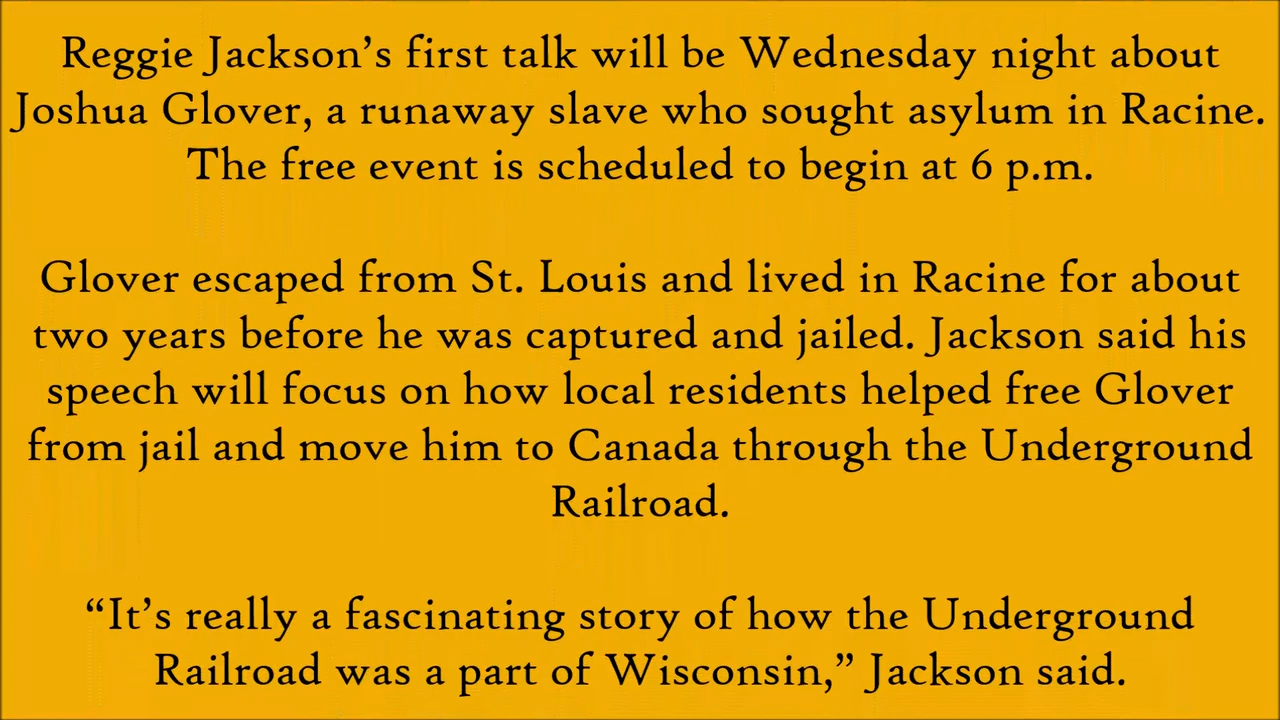 Reggie Jackson’s first talk will be Wednesday night about
Joshua Glover, a runaway slave who sought asylum in Racine.
The free event is scheduled to begin at 6 p.m.
Glover escaped from St. Louis and lived in Racine for about
two years before he was captured and jailed. Jackson said his
speech will focus on how local residents helped free Glover
from jail and move him to Canada through the Underground
Railroad.
“It’s really a fascinating story of how the Underground
Railroad was a part of Wisconsin,” Jackson said.